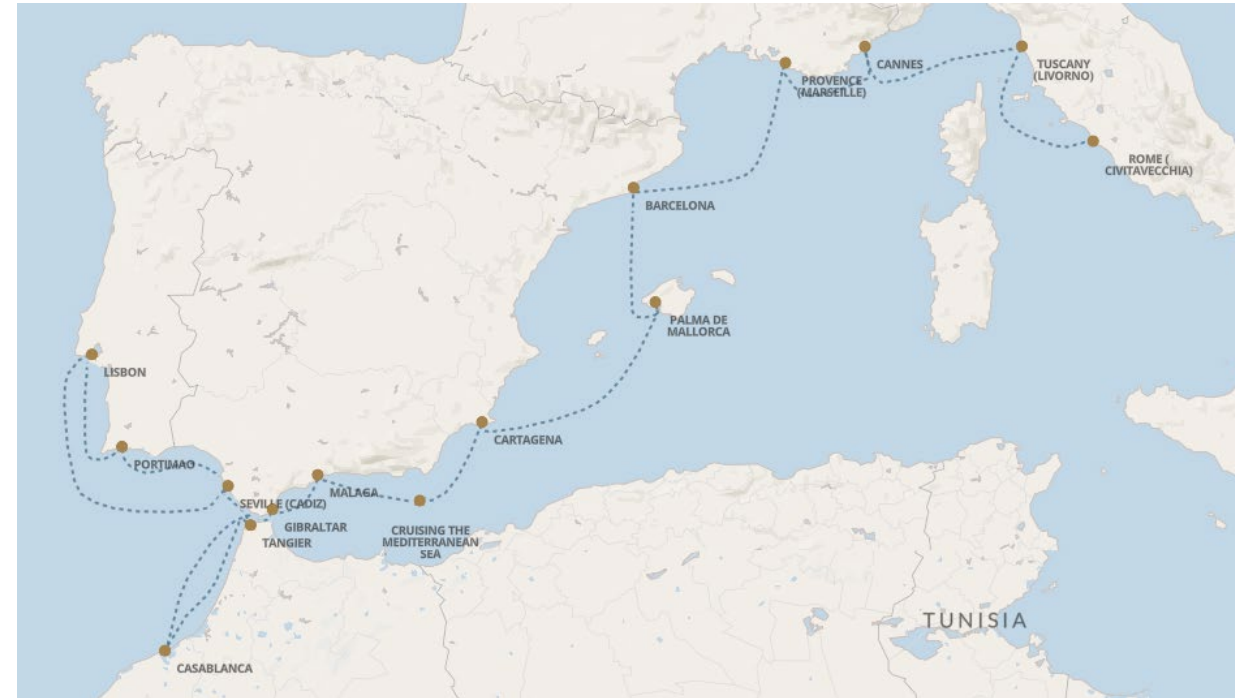 CANNES
TUSCANY
(LIVORNO)
PROVENCE
(MARSEILLE)
ROME (
CIVITAVECCHIA)
BARCELONA
PALMA DE
MALLORCA
LISBON
CARTAGENA
PORTIMAO
MALAGA
SEVILLE (CADIZ)
GIBRALTAR
CRUISING THE
MEDITERRANEAN
SEA
TANGIER
TUNISIA
CASABLANCA